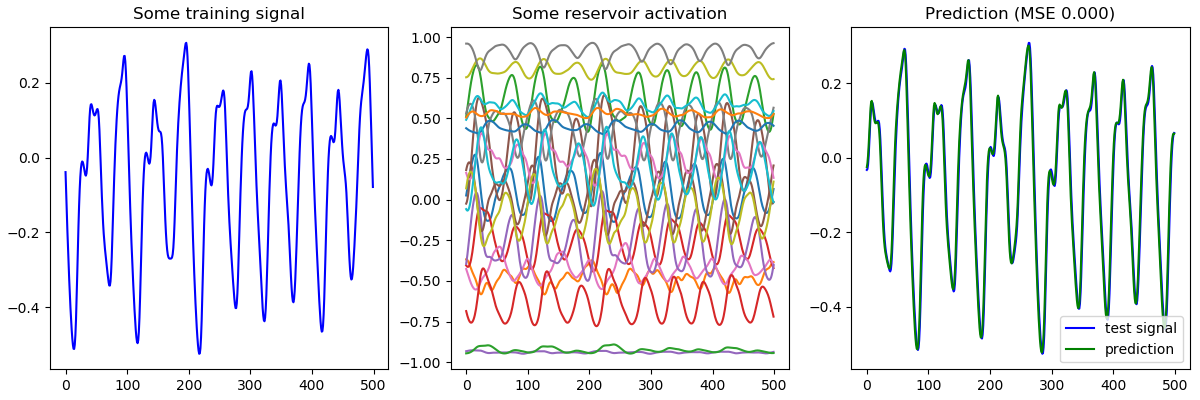 Some training signal
0.2
0.0
−0.2
−0.4
0 100 200 300 400 500
Some reservoir activation
1.00
0.75
0.50
0.25
0.00
−0.25
−0.50
−0.75
−1.00
0 100 200 300 400 500
Prediction (MSE 0.000)
0.2
0.0
−0.2
−0.4
0 100 200 300 400 500
test signal
prediction